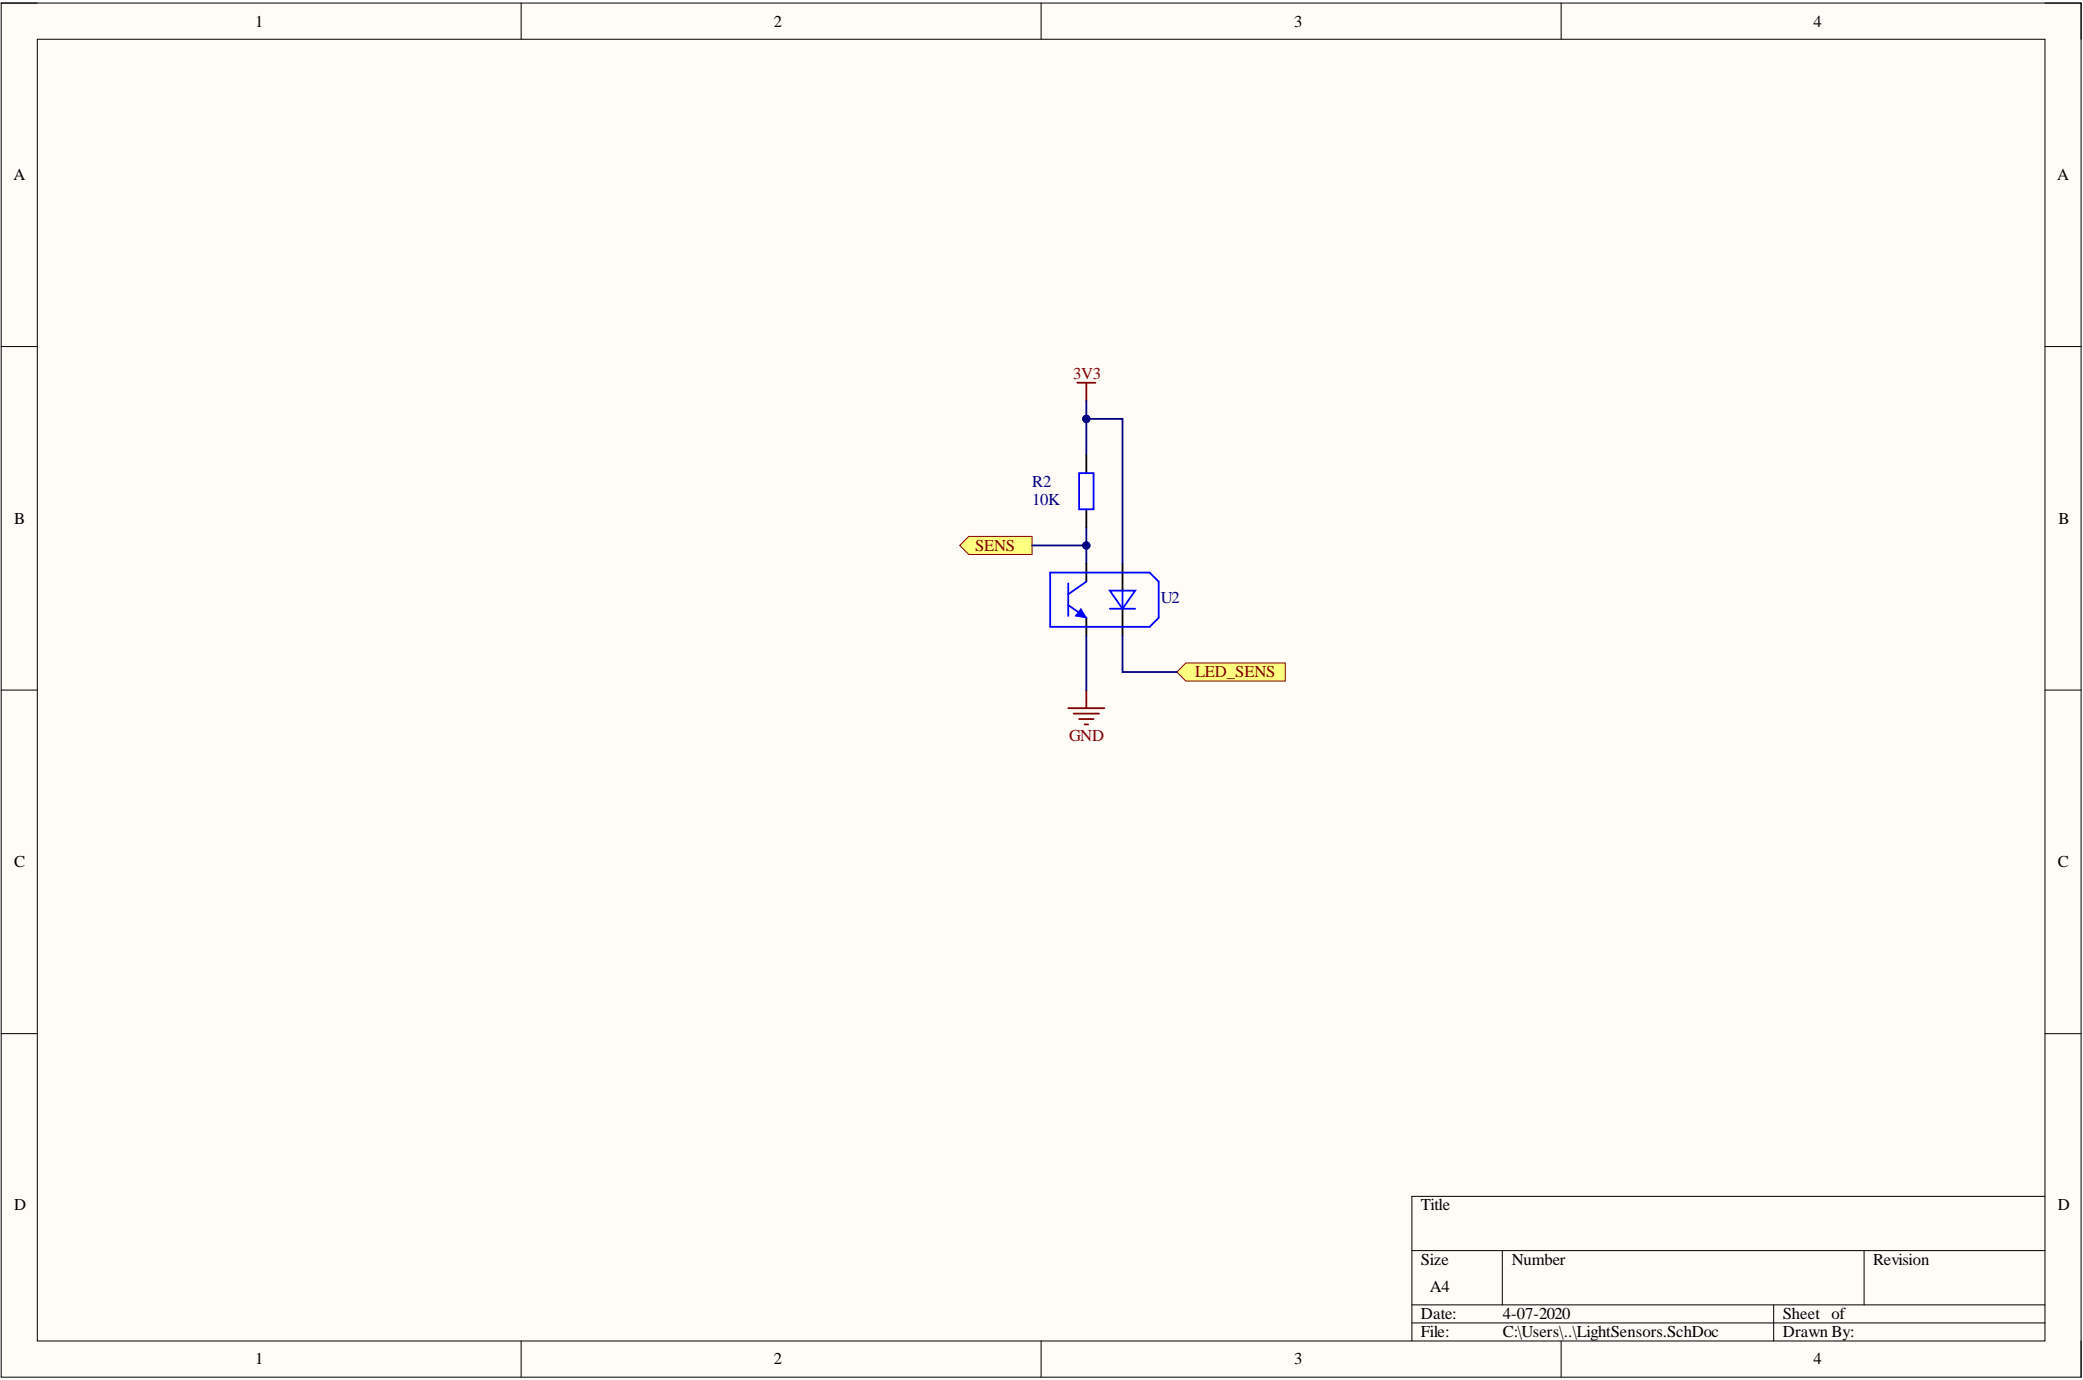 1 2 3 4
A A
3V3
R2
10K
B B
SENS
U2
LED_SENS
GND
C C
D D
Title
Size Number Revision
A4
Date: 4-07-2020 Sheet of
File: C:\Users\..\LightSensors.SchDoc Drawn By:
1 2 3 4